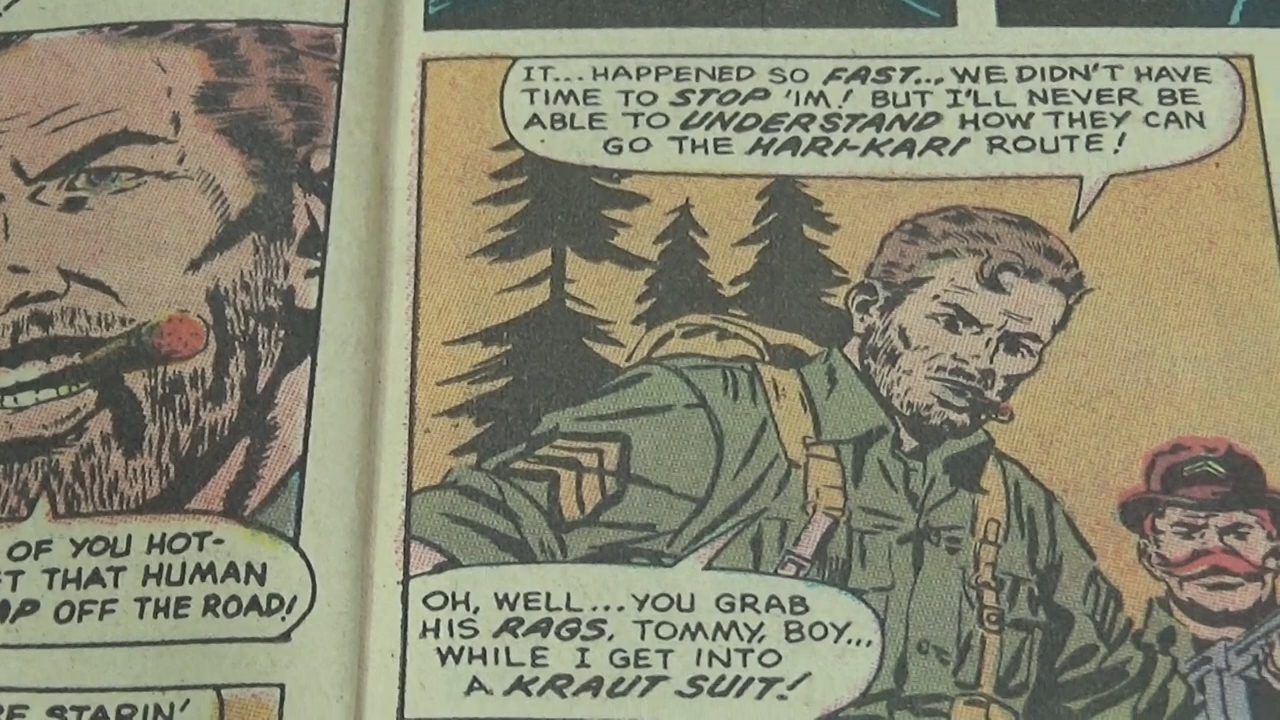 OF YOU HOT-
THAT HUMAN
OFF THE ROAD!
STARIN'
IT... HAPPENED SO FAST... WE DIDN'T HAVE
TIME TO STOP 'IM! BUT I'LL NEVER BE
ABLE TO UNDERSTAND HOW THEY CAN
GO THE HARI-KARI ROUTE!
OH, WELL... YOU GRAB
HIS RAGS, TOMMY, BOY...
WHILE I GET INTO
A KRAUT SUIT!